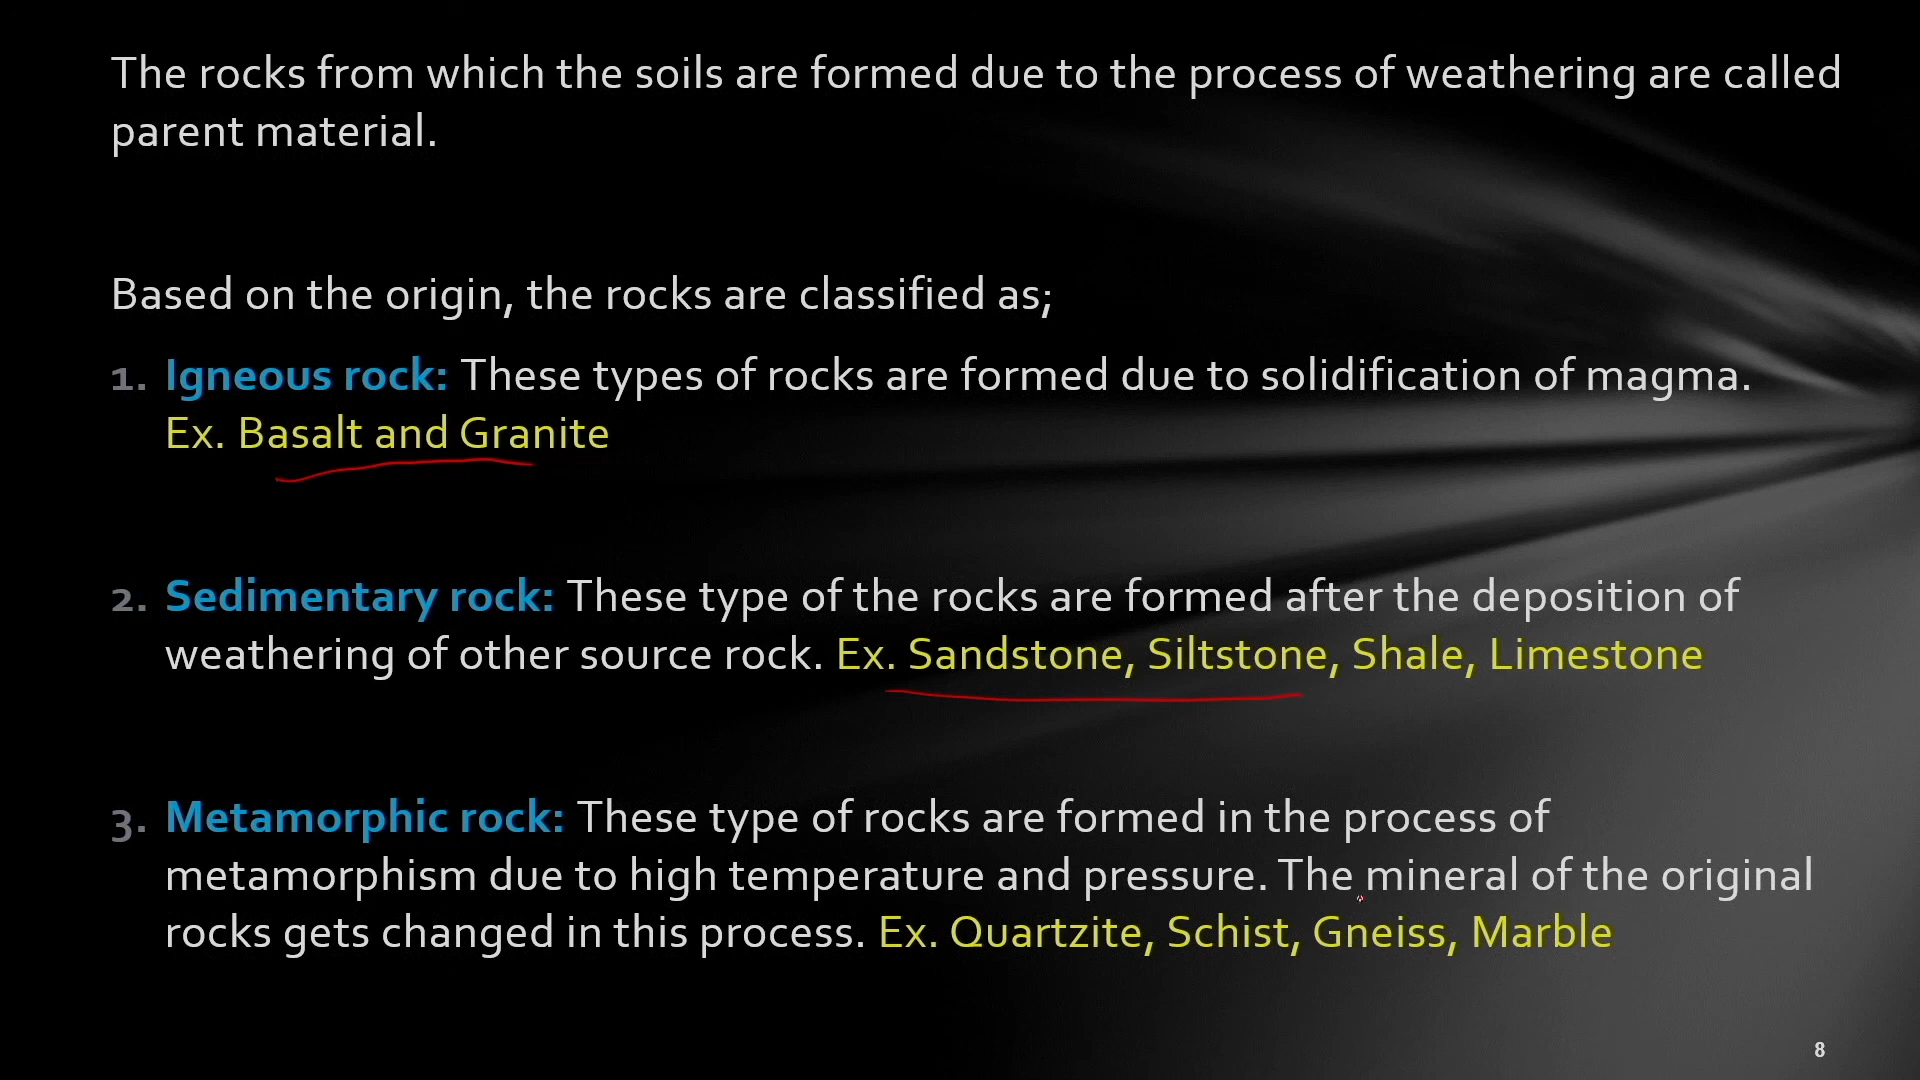 The rocks from which the soils are formed due to the process of weathering are called
parent material.
Based on the origin, the rocks are classified as;
1. Igneous rock: These types of rocks are formed due to solidification of magma.
Ex. Basalt and Granite
2. Sedimentary rock: These type of the rocks are formed after the deposition of
weathering of other source rock. Ex. Sandstone, Siltstone, Shale, Limestone
3. Metamorphic rock: These type of rocks are formed in the process of
metamorphism due to high temperature and pressure. The mineral of the original
rocks gets changed in this process. Ex. Quartzite, Schist, Gneiss, Marble
8